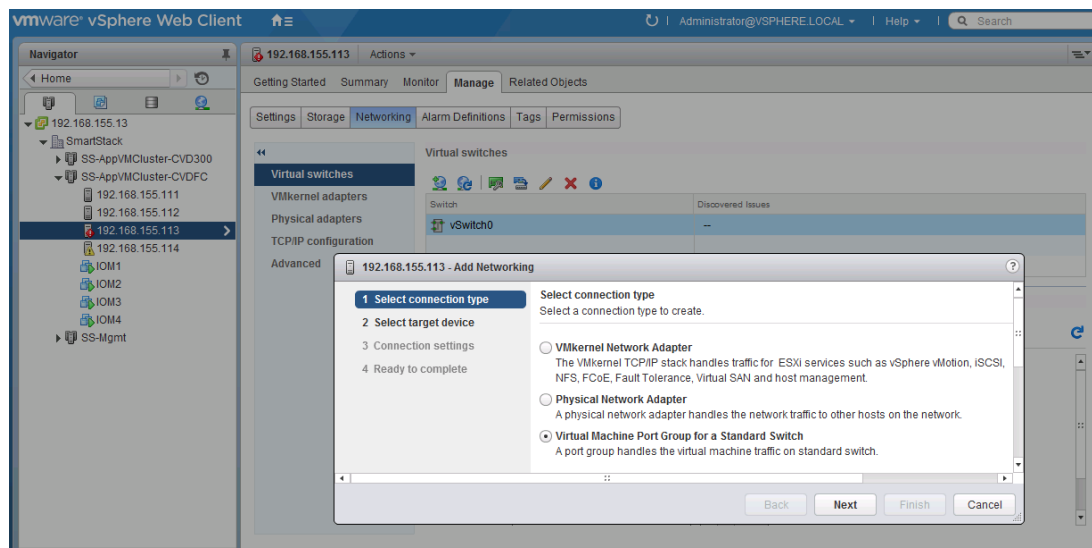 vmware® vSphere Web Client
Administrator@VSPHERE.LOCAL
Help
Search
Navigator
192.168.155.113
Actions
Home
Getting Started Summary Monitor Manage Related Objects
Settings Storage Networking Alarm Definitions Tags Permissions
192.168.155.13
SmartStack
SS-AppVMCluster-CVD300
SS-AppVMCluster-CVDFC
192.168.155.111
192.168.155.112
192.168.155.113
192.168.155.114
IOM1
IOM2
IOM3
IOM4
SS-Mgmt
Virtual switches
VMkernel adapters
Physical adapters
TCP/IP configuration
Advanced
Virtual switches
Switch
Discovered Issues
vSwitch0
--
192.168.155.113 - Add Networking
1 Select connection type
2 Select target device
3 Connection settings
4 Ready to complete
Select connection type
Select a connection type to create.
VMkernel Network Adapter
The VMkernel TCP/IP stack handles traffic for ESXi services such as vSphere vMotion, iSCSI,
NFS, FCoE, Fault Tolerance, Virtual SAN and host management.
Physical Network Adapter
A physical network adapter handles the network traffic to other hosts on the network.
Virtual Machine Port Group for a Standard Switch
A port group handles the virtual machine traffic on standard switch.
Back
Next
Finish
Cancel